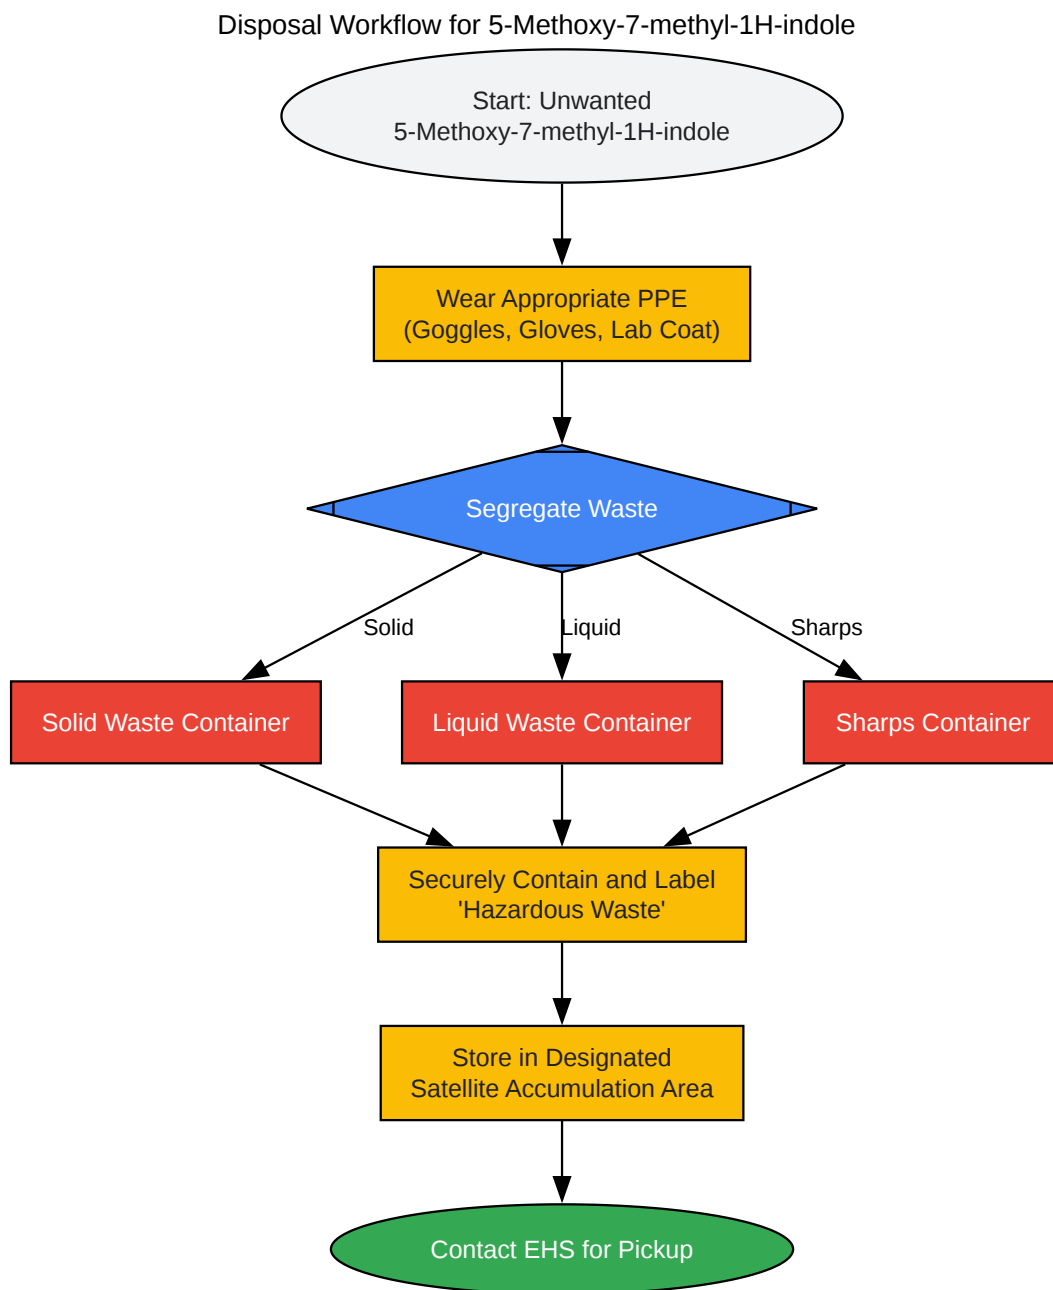 Disposal Workflow for 5-Methoxy-7-methyl-1H-indole
Start: Unwanted
5-Methoxy-7-methyl-1H-indole
Wear Appropriate PPE
(Goggles, Gloves, Lab Coat)
Segregate Waste
Solid
Liquid
Sharps
Solid Waste Container
Liquid Waste Container
Sharps Container
Securely Contain and Label
'Hazardous Waste'
Store in Designated
Satellite Accumulation Area
Contact EHS for Pickup